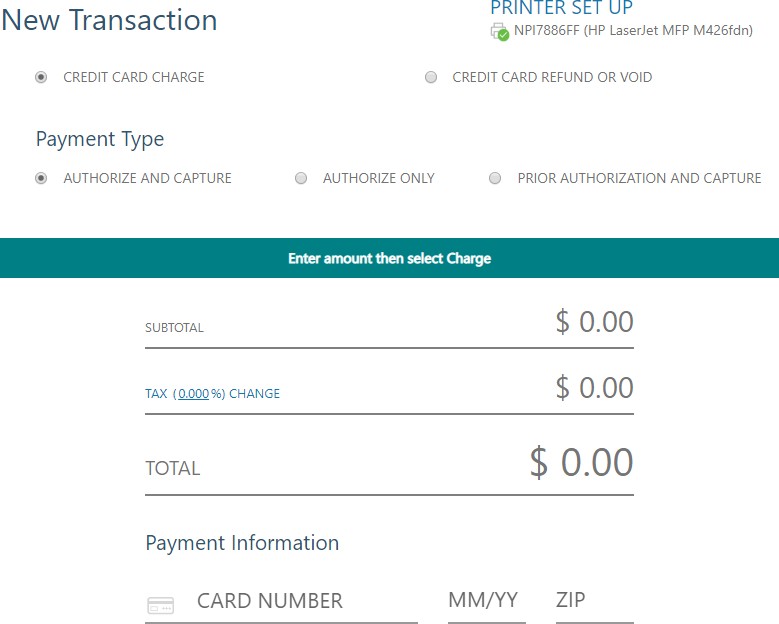 New Transaction
PRINTER SET UP
NPI7886FF (HP LaserJet MFP M426fdn)
CREDIT CARD CHARGE
CREDIT CARD REFUND OR VOID
Payment Type
AUTHORIZE AND CAPTURE
AUTHORIZE ONLY
PRIOR AUTHORIZATION AND CAPTURE
Enter amount then select Charge
SUBTOTAL
$ 0.00
TAX (0.000%) CHANGE
$ 0.00
TOTAL
$ 0.00
Payment Information
CARD NUMBER
MM/YY
ZIP